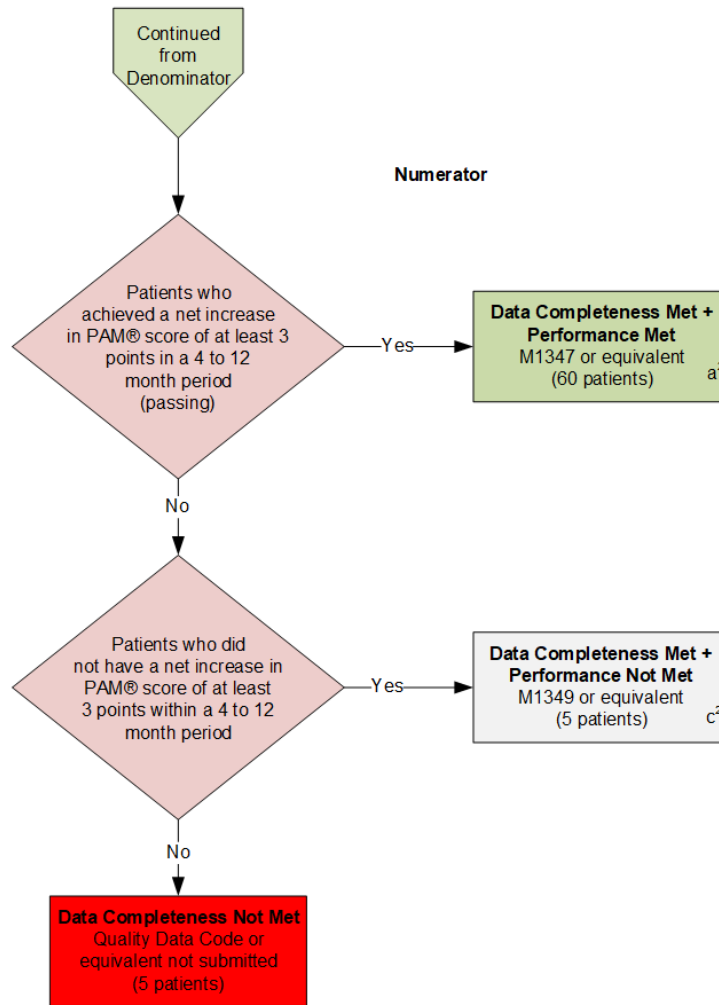 Continued
from
Denominator
Numerator
Patients who
achieved a net increase
in PAM® score of at least 3
points in a 4 to 12
month period
(passing)
Yes
Data Completeness Met +
Performance Met
M1347 or equivalent
(60 patients)
a²
No
Patients who did
not have a net increase in
PAM® score of at least
3 points within a 4 to 12
month period
Yes
Data Completeness Met +
Performance Not Met
M1349 or equivalent
(5 patients)
c²
No
Data Completeness Not Met
Quality Data Code or
equivalent not submitted
(5 patients)